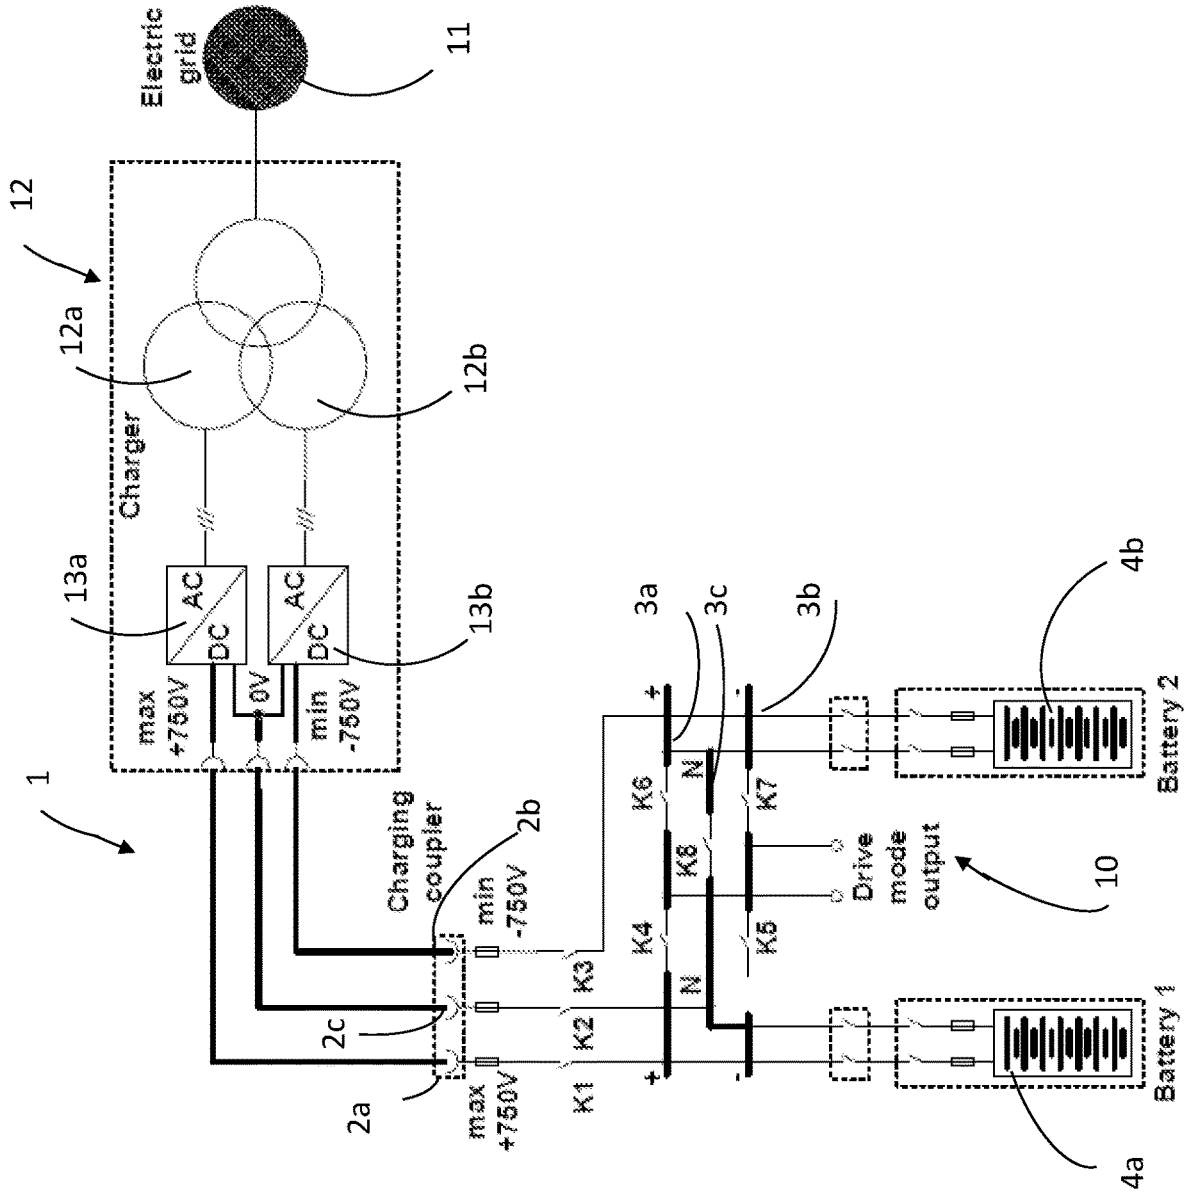 Electric
grid
11
12
12a
12b
Charger
13a
AC
DC
AC
DC
13b
max
+750V
0V
min
-750V
1
Charging
coupler
2b
2c
2a
max
+750V
min
-750V
K1
K2
K3
3a
3c
3b
+
-
N
K6
K7
K8
K4
K5
N
+
-
Drive
mode
output
10
4b
Battery 2
4a
Battery 1